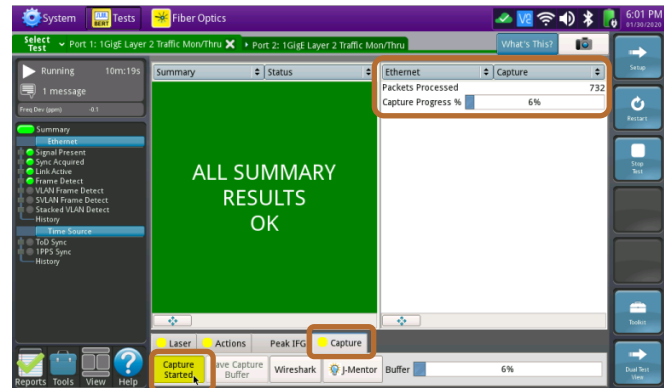 System
Tests
Fiber Optics
6:01 PM
01/30/2020
Select Test
Port 1: 1GigE Layer 2 Traffic Mon/Thru
Port 2: 1GigE Layer 2 Traffic Mon/Thru
What's This?
Running 10m:19s
1 message
Freq Dev (ppm) -0.1
Summary
Ethernet
Signal Present
Sync Acquired
Link Active
Frame Detect
VLAN Frame Detect
SVLAN Frame Detect
Stacked VLAN Detect
History
Time Source
ToD Sync
1PPS Sync
History
Summary Status
ALL SUMMARY
RESULTS
OK
Ethernet Capture
Packets Processed 732
Capture Progress % 6%
Setup
Restart
Stop
Test
Toolkit
Dual Test
View
Laser Actions Peak IFG Capture
Capture
Started
ave Capture
Buffer
Wireshark
J-Mentor
Buffer 6%
Reports Tools View Help